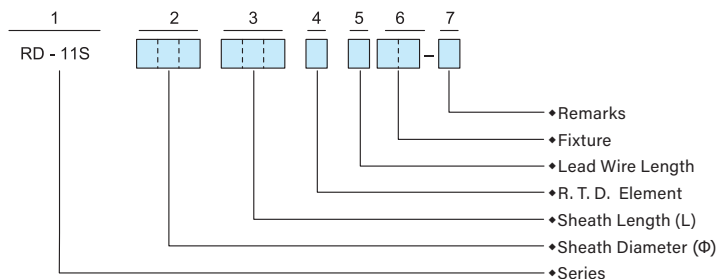 1 2 3 4 5 6 7
RD - 11S –
◆Remarks
◆Fixture
◆Lead Wire Length
◆R. T. D. Element
◆Sheath Length (L)
◆Sheath Diameter (Φ)
◆Series